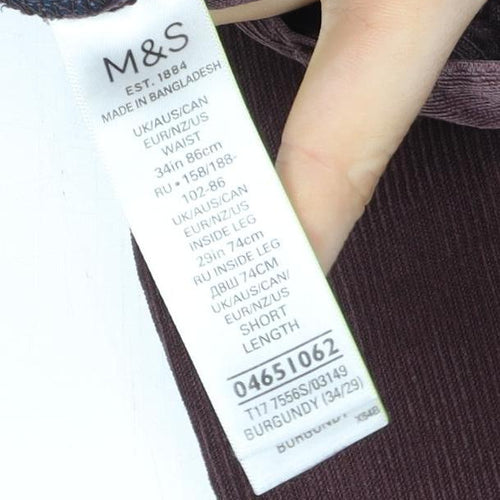 M&S
EST. 1884
MADE IN BANGLADESH
UK/AUS/CAN
EUR/NZ/US
WAIST
34in 86cm
RU • 158/188-
102-86
UK/AUS/CAN
EUR/NZ/US
INSIDE LEG
29in 74cm
RU INSIDE LEG
ДВШ 74CM
UK/AUS/CAN/
EUR/NZ/US
SHORT
LENGTH
04651062
T17 7556S/03149
BURGUNDY (34/29)
BURGUNDY